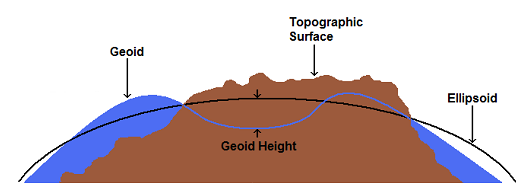 Topographic
Surface
Geoid
Ellipsoid
Geoid Height